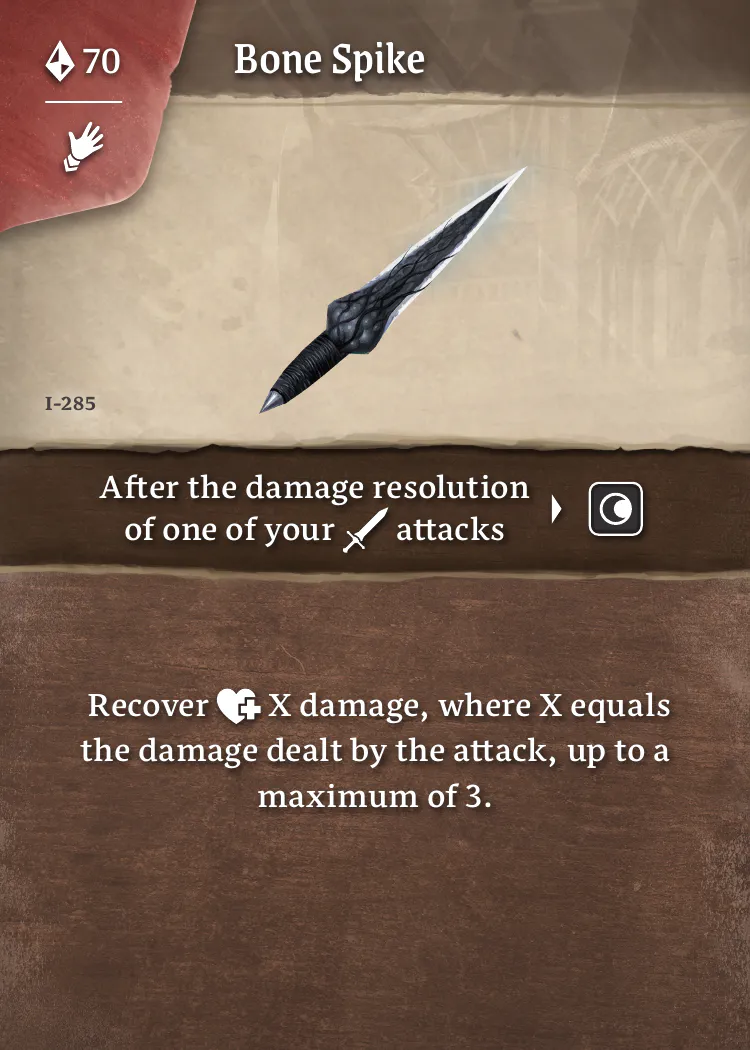 70
Bone Spike
I-285
After the damage resolution
of one of your attacks
Recover X damage, where X equals
the damage dealt by the attack, up to a
maximum of 3.